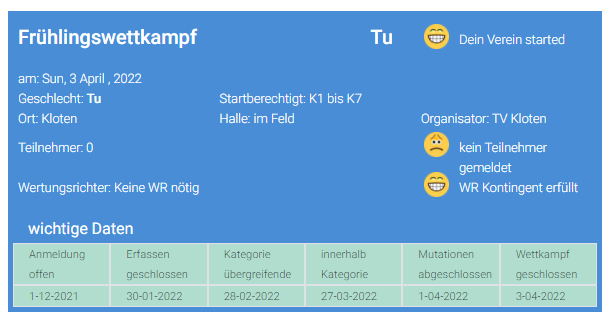 Frühlingswettkampf Tu Dein Verein started
am: Sun, 3 April , 2022
Geschlecht: Tu Startberechtigt: K1 bis K7
Ort: Kloten Halle: im Feld Organisator: TV Kloten
Teilnehmer: 0 kein Teilnehmer
gemeldet
Wertungsrichter: Keine WR nötig WR Kontingent erfüllt
wichtige Daten
Anmeldung Erfassen Kategorie innerhalb Mutationen Wettkampf
offen geschlossen übergreifende Kategorie abgeschlossen geschlossen
1-12-2021 30-01-2022 28-02-2022 27-03-2022 1-04-2022 3-04-2022